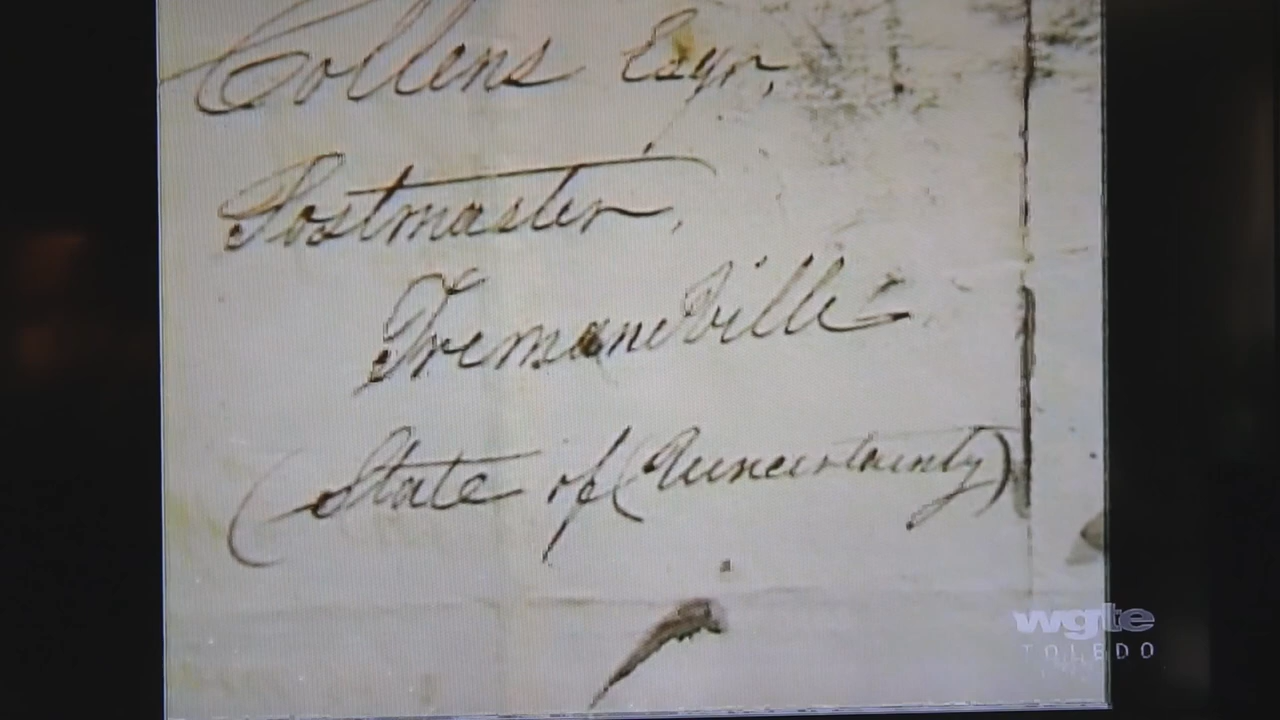 Collens Esqr,
Postmaster,
Tremainville
(State of (Uncertainty)
wgte
TOLEDO